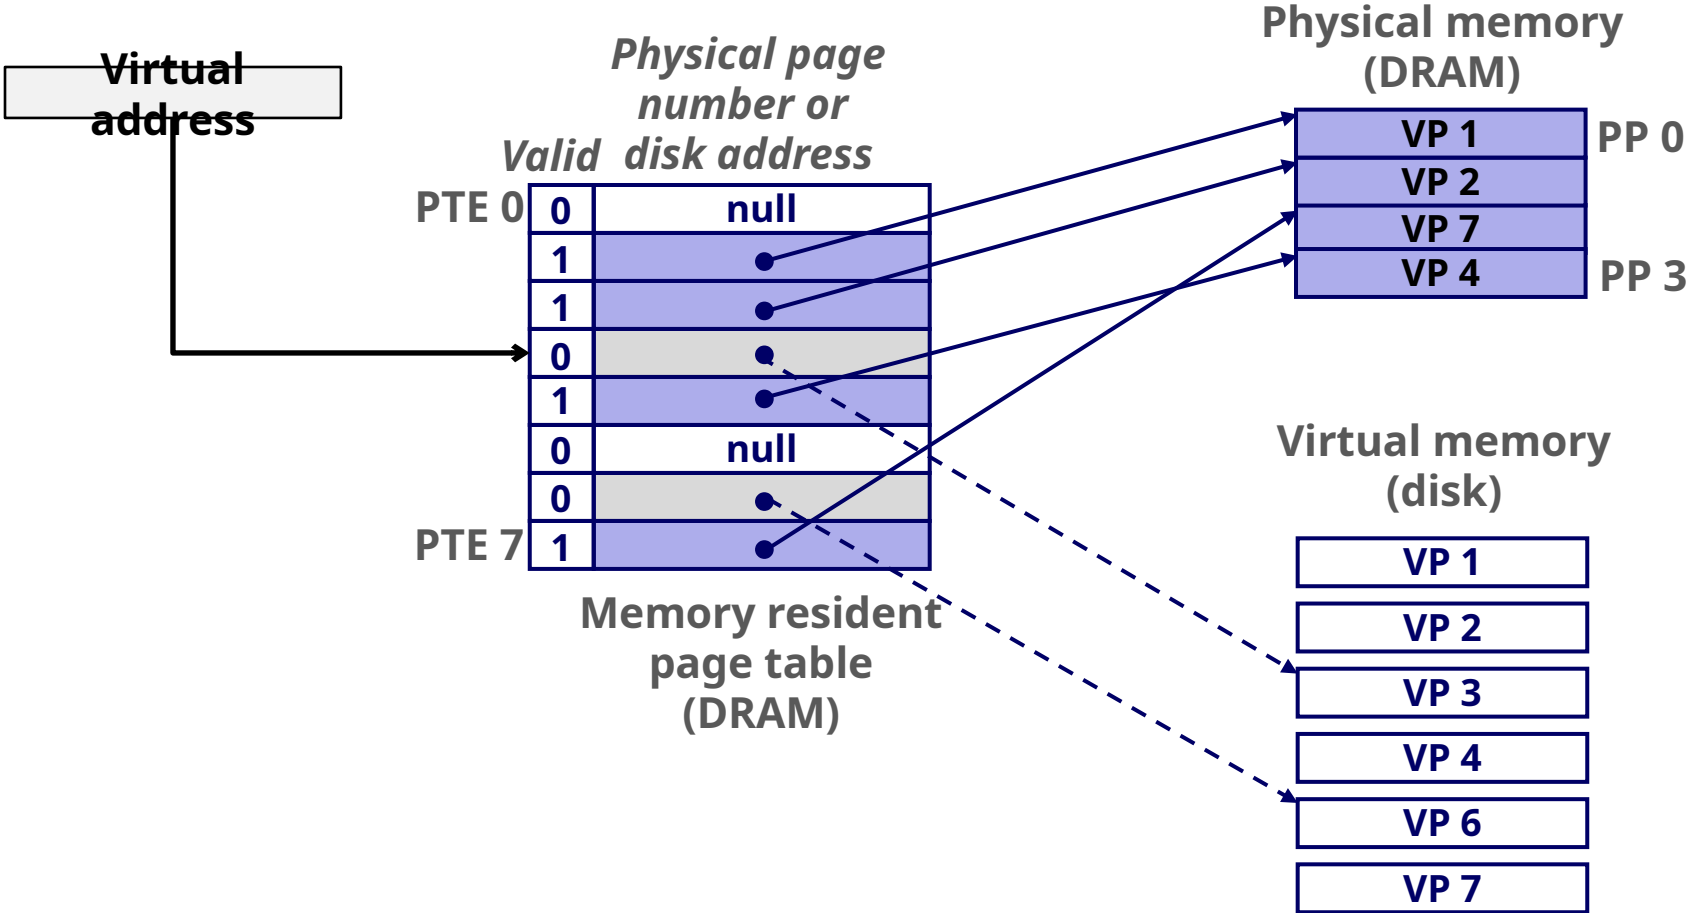 Virtual
address
Physical page
number or
disk address
Valid
PTE 0
0
null
1
1
0
1
0
null
0
PTE 7
1
Memory resident
page table
(DRAM)
Physical memory
(DRAM)
VP 1
PP 0
VP 2
VP 7
VP 4
PP 3
Virtual memory
(disk)
VP 1
VP 2
VP 3
VP 4
VP 6
VP 7